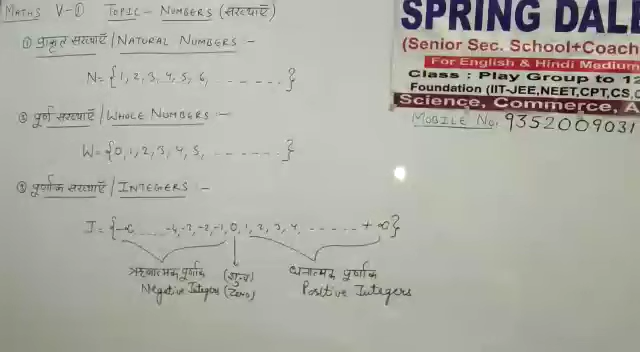 MATHS V-① TOPIC - NUMBERS (संख्याएँ)
① प्राकृत संख्याएँ / NATURAL NUMBERS :-
N = {1, 2, 3, 4, 5, 6, ........}
② पूर्ण संख्याएँ / WHOLE NUMBERS :-
W = {0, 1, 2, 3, 4, 5, ........}
③ पूर्णांक संख्याएँ / INTEGERS :-
I = {-∞ .... -4, -3, -2, -1, 0, 1, 2, 3, 4, ...... +∞}
ऋणात्मक पूर्णांक (शून्य) धनात्मक पूर्णांक
Negative Integers (Zero) Positive Integers
SPRING DALE
(Senior Sec. School+Coach
For English & Hindi Medium
Class : Play Group to 12
Foundation (IIT-JEE,NEET,CPT,CS,C
Science, Commerce, A
MOBILE No. 9352009031